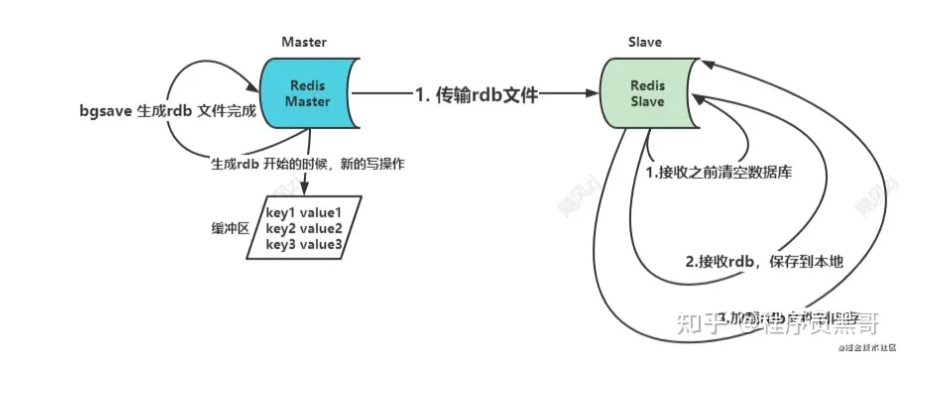 Master
Slave
Redis
Master
Redis
Slave
bgsave 生成rdb 文件完成
1. 传输rdb文件
生成rdb 开始的时候，新的写操作
1.接收之前清空数据库
缓冲区
key1 value1
key2 value2
key3 value3
2.接收rdb，保存到本地
3.加载rdb
知乎 @程序员黑哥
@掘金技术社区